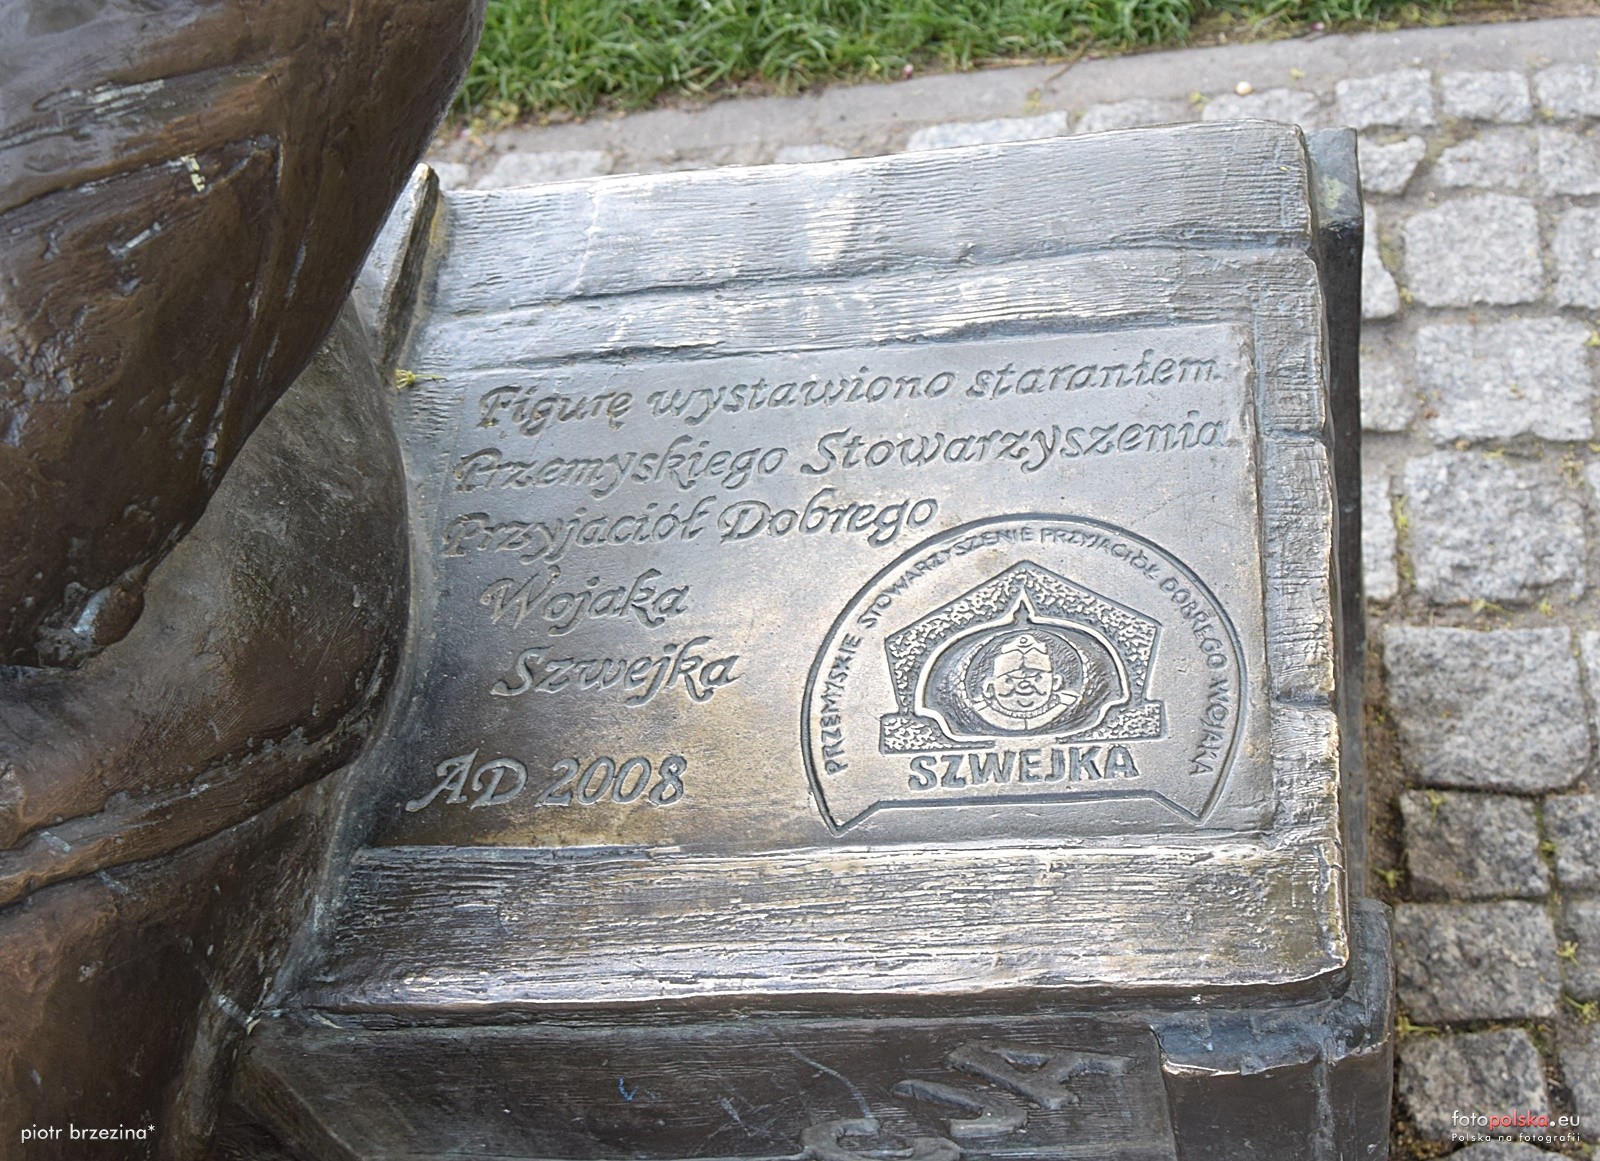 Figurę wystawiono staraniem
Przemyskiego Stowarzyszenia
Przyjaciół Dobrego
Wojaka
Szwejka
AD 2008
PRZEMYSKIE STOWARZYSZENIE PRZYJACIÓŁ DOBREGO WOJAKA
SZWEJKA
piotr brzezina*
fotopolska.eu
Polska na fotografii